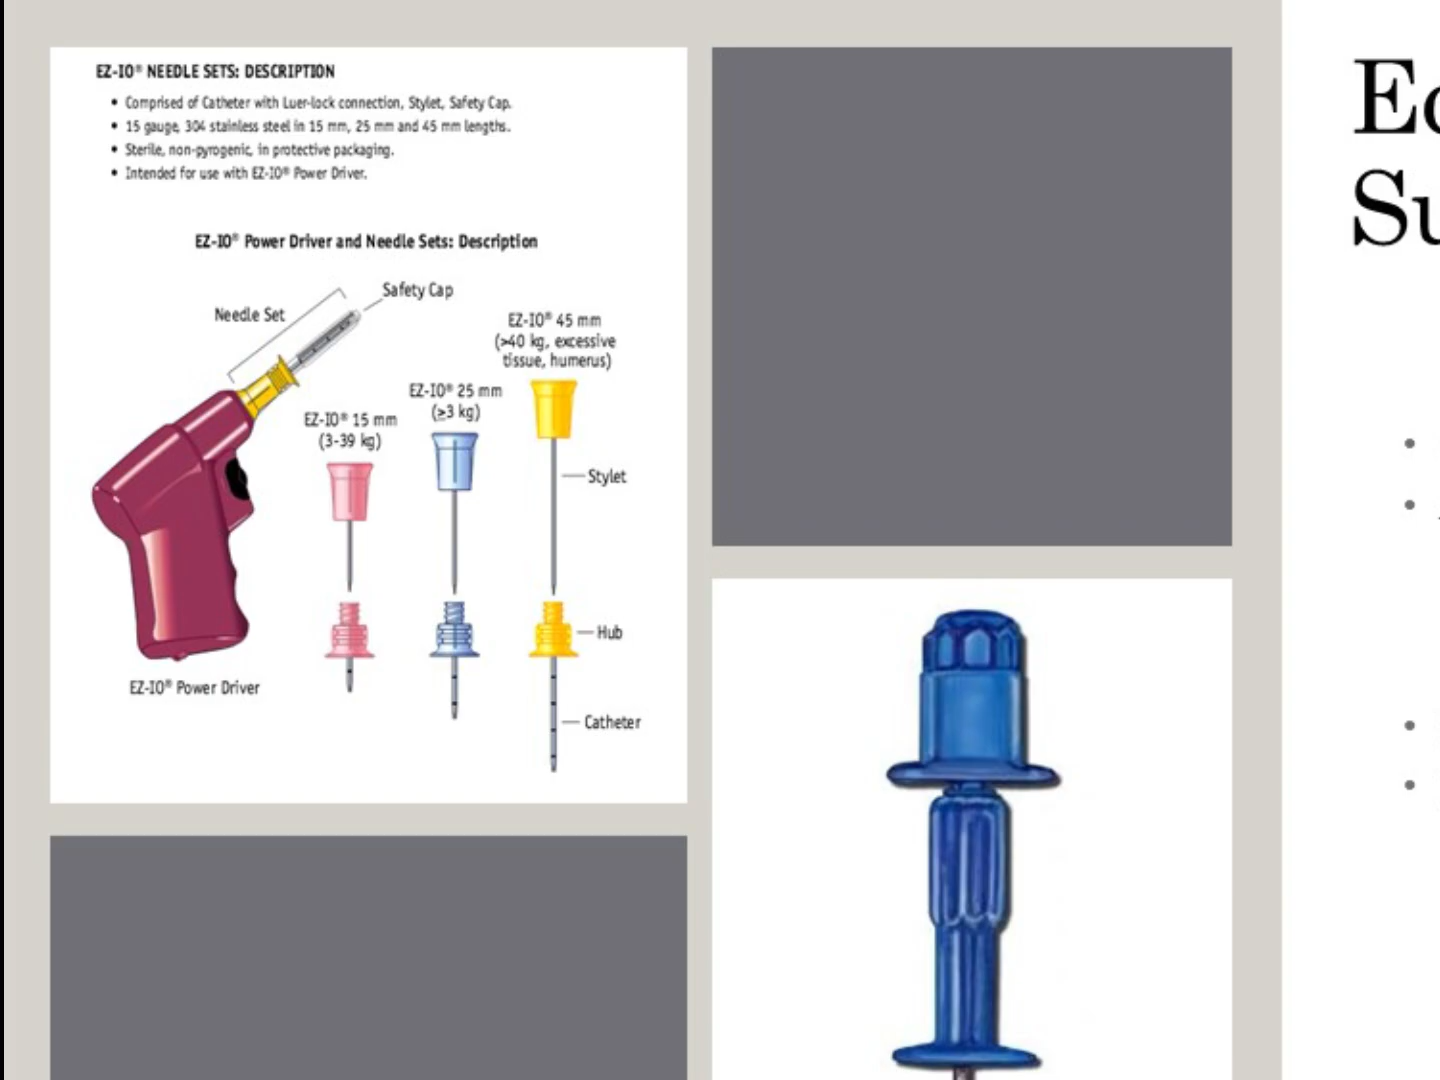 EZ-IO® NEEDLE SETS: DESCRIPTION
• Comprised of Catheter with Luer-lock connection, Stylet, Safety Cap.
• 15 gauge, 304 stainless steel in 15 mm, 25 mm and 45 mm lengths.
• Sterile, non-pyrogenic, in protective packaging.
• Intended for use with EZ-IO® Power Driver.
EZ-IO® Power Driver and Needle Sets: Description
Safety Cap
Needle Set
EZ-IO® 45 mm
(>40 kg, excessive
tissue, humerus)
EZ-IO® 25 mm
(≥3 kg)
EZ-IO® 15 mm
(3-39 kg)
Stylet
Hub
EZ-IO® Power Driver
Catheter
Su